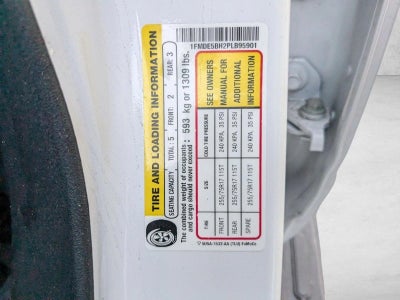 TIRE AND LOADING INFORMATION
SEATING CAPACITY TOTAL: 5 FRONT: 2 REAR: 3
The combined weight of occupants
and cargo should never exceed : 593 kg or 1309 lbs.
TIRE SIZE COLD TIRE PRESSURE
FRONT 255/75R17 115T 240 KPA, 35 PSI
REAR 255/75R17 115T 240 KPA, 35 PSI
SPARE 255/75R17 115T 240 KPA, 35 PSI
SEE OWNERS
MANUAL FOR
ADDITIONAL
INFORMATION
1FMDE5BH2PLB95901